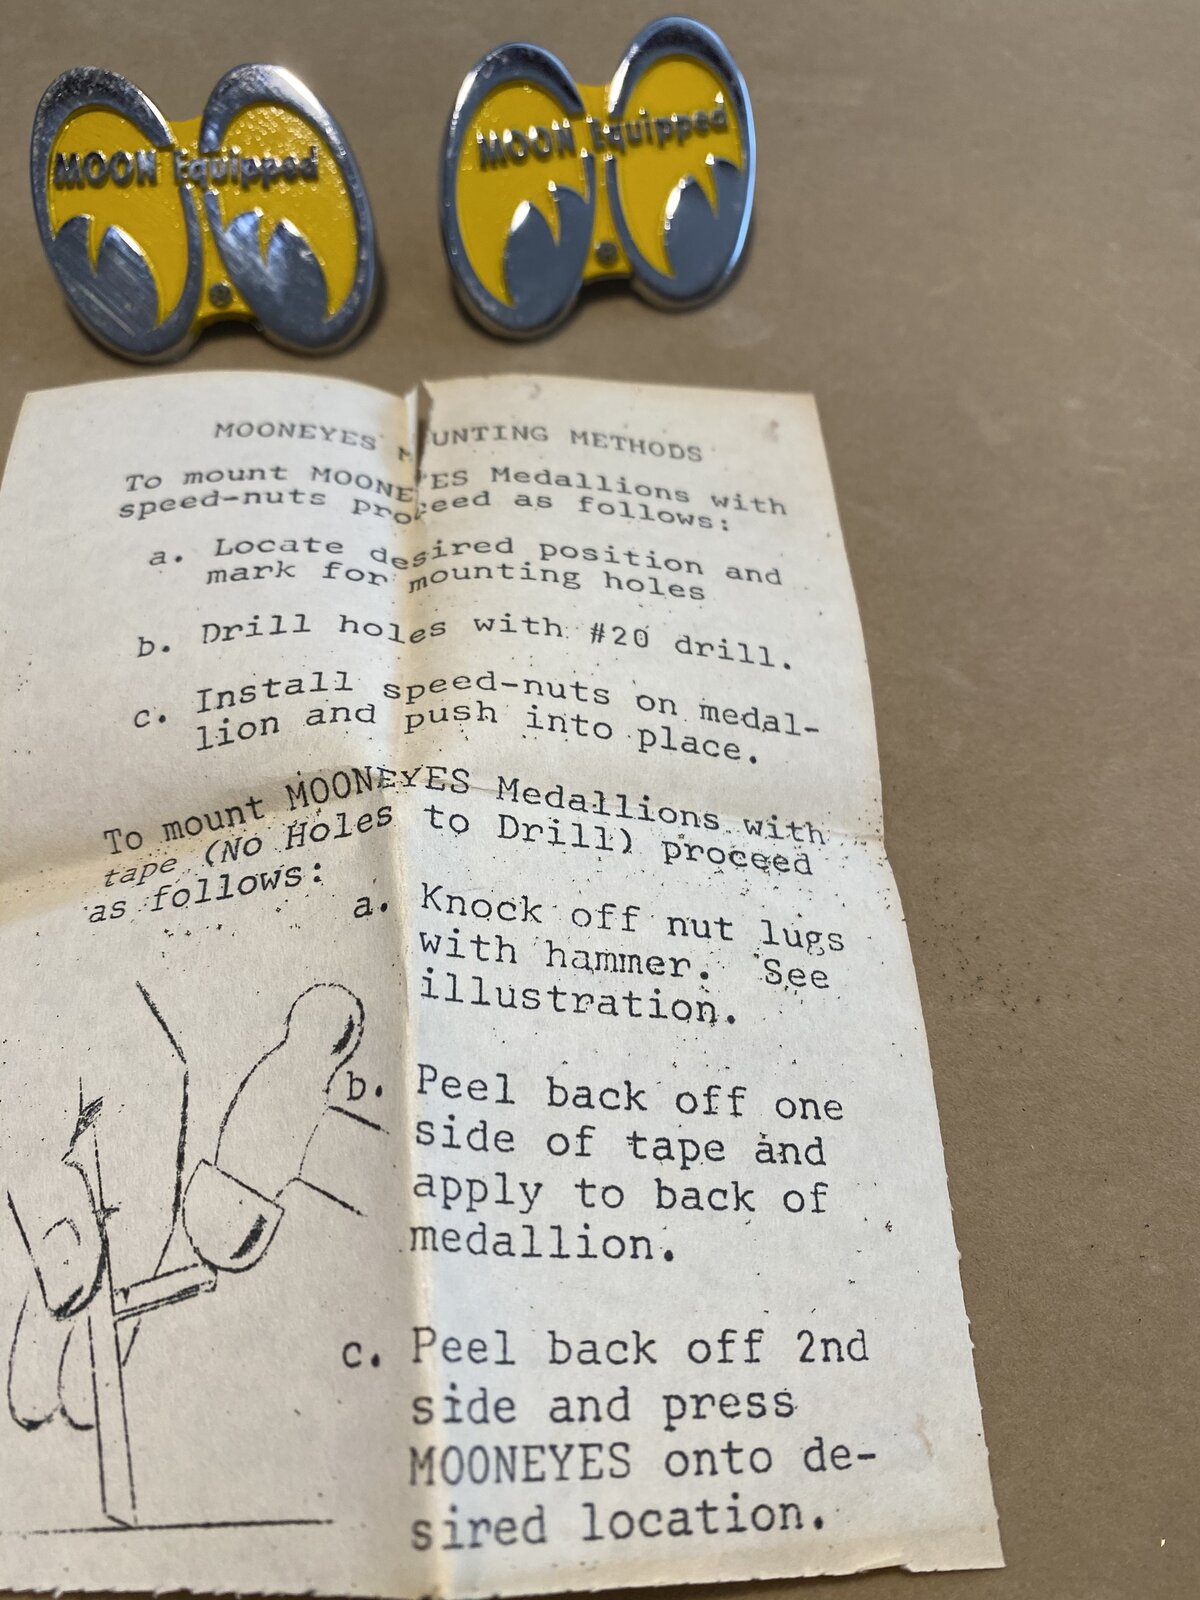 MOON Equipped
MOON Equipped
MOONEYES M UNTING METHODS
To mount MOONEYES Medallions with
speed-nuts proceed as follows:
a. Locate desired position and
mark for mounting holes
b. Drill holes with #20 drill.
c. Install speed-nuts on medal-
lion and push into place.
To mount MOONEYES Medallions with
tape (No Holes to Drill) proceed
as follows:
a. Knock off nut lugs
with hammer. See
illustration.
b. Peel back off one
side of tape and
apply to back of
medallion.
c. Peel back off 2nd
side and press
MOONEYES onto de-
sired location.